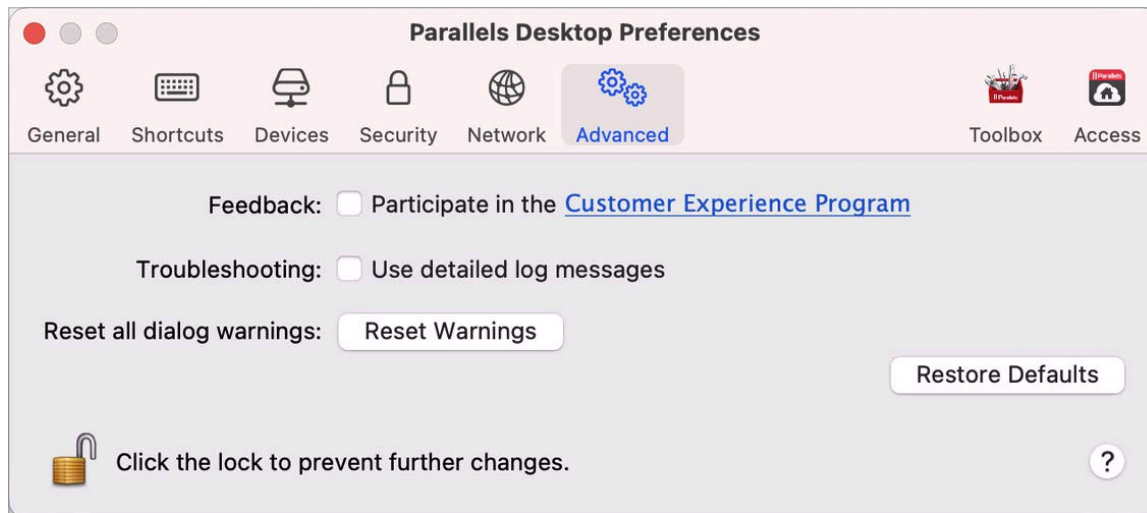 Parallels Desktop Preferences
General Shortcuts Devices Security Network Advanced Toolbox Access
Feedback: Participate in the Customer Experience Program
Troubleshooting: Use detailed log messages
Reset all dialog warnings: Reset Warnings
Restore Defaults
Click the lock to prevent further changes. ?